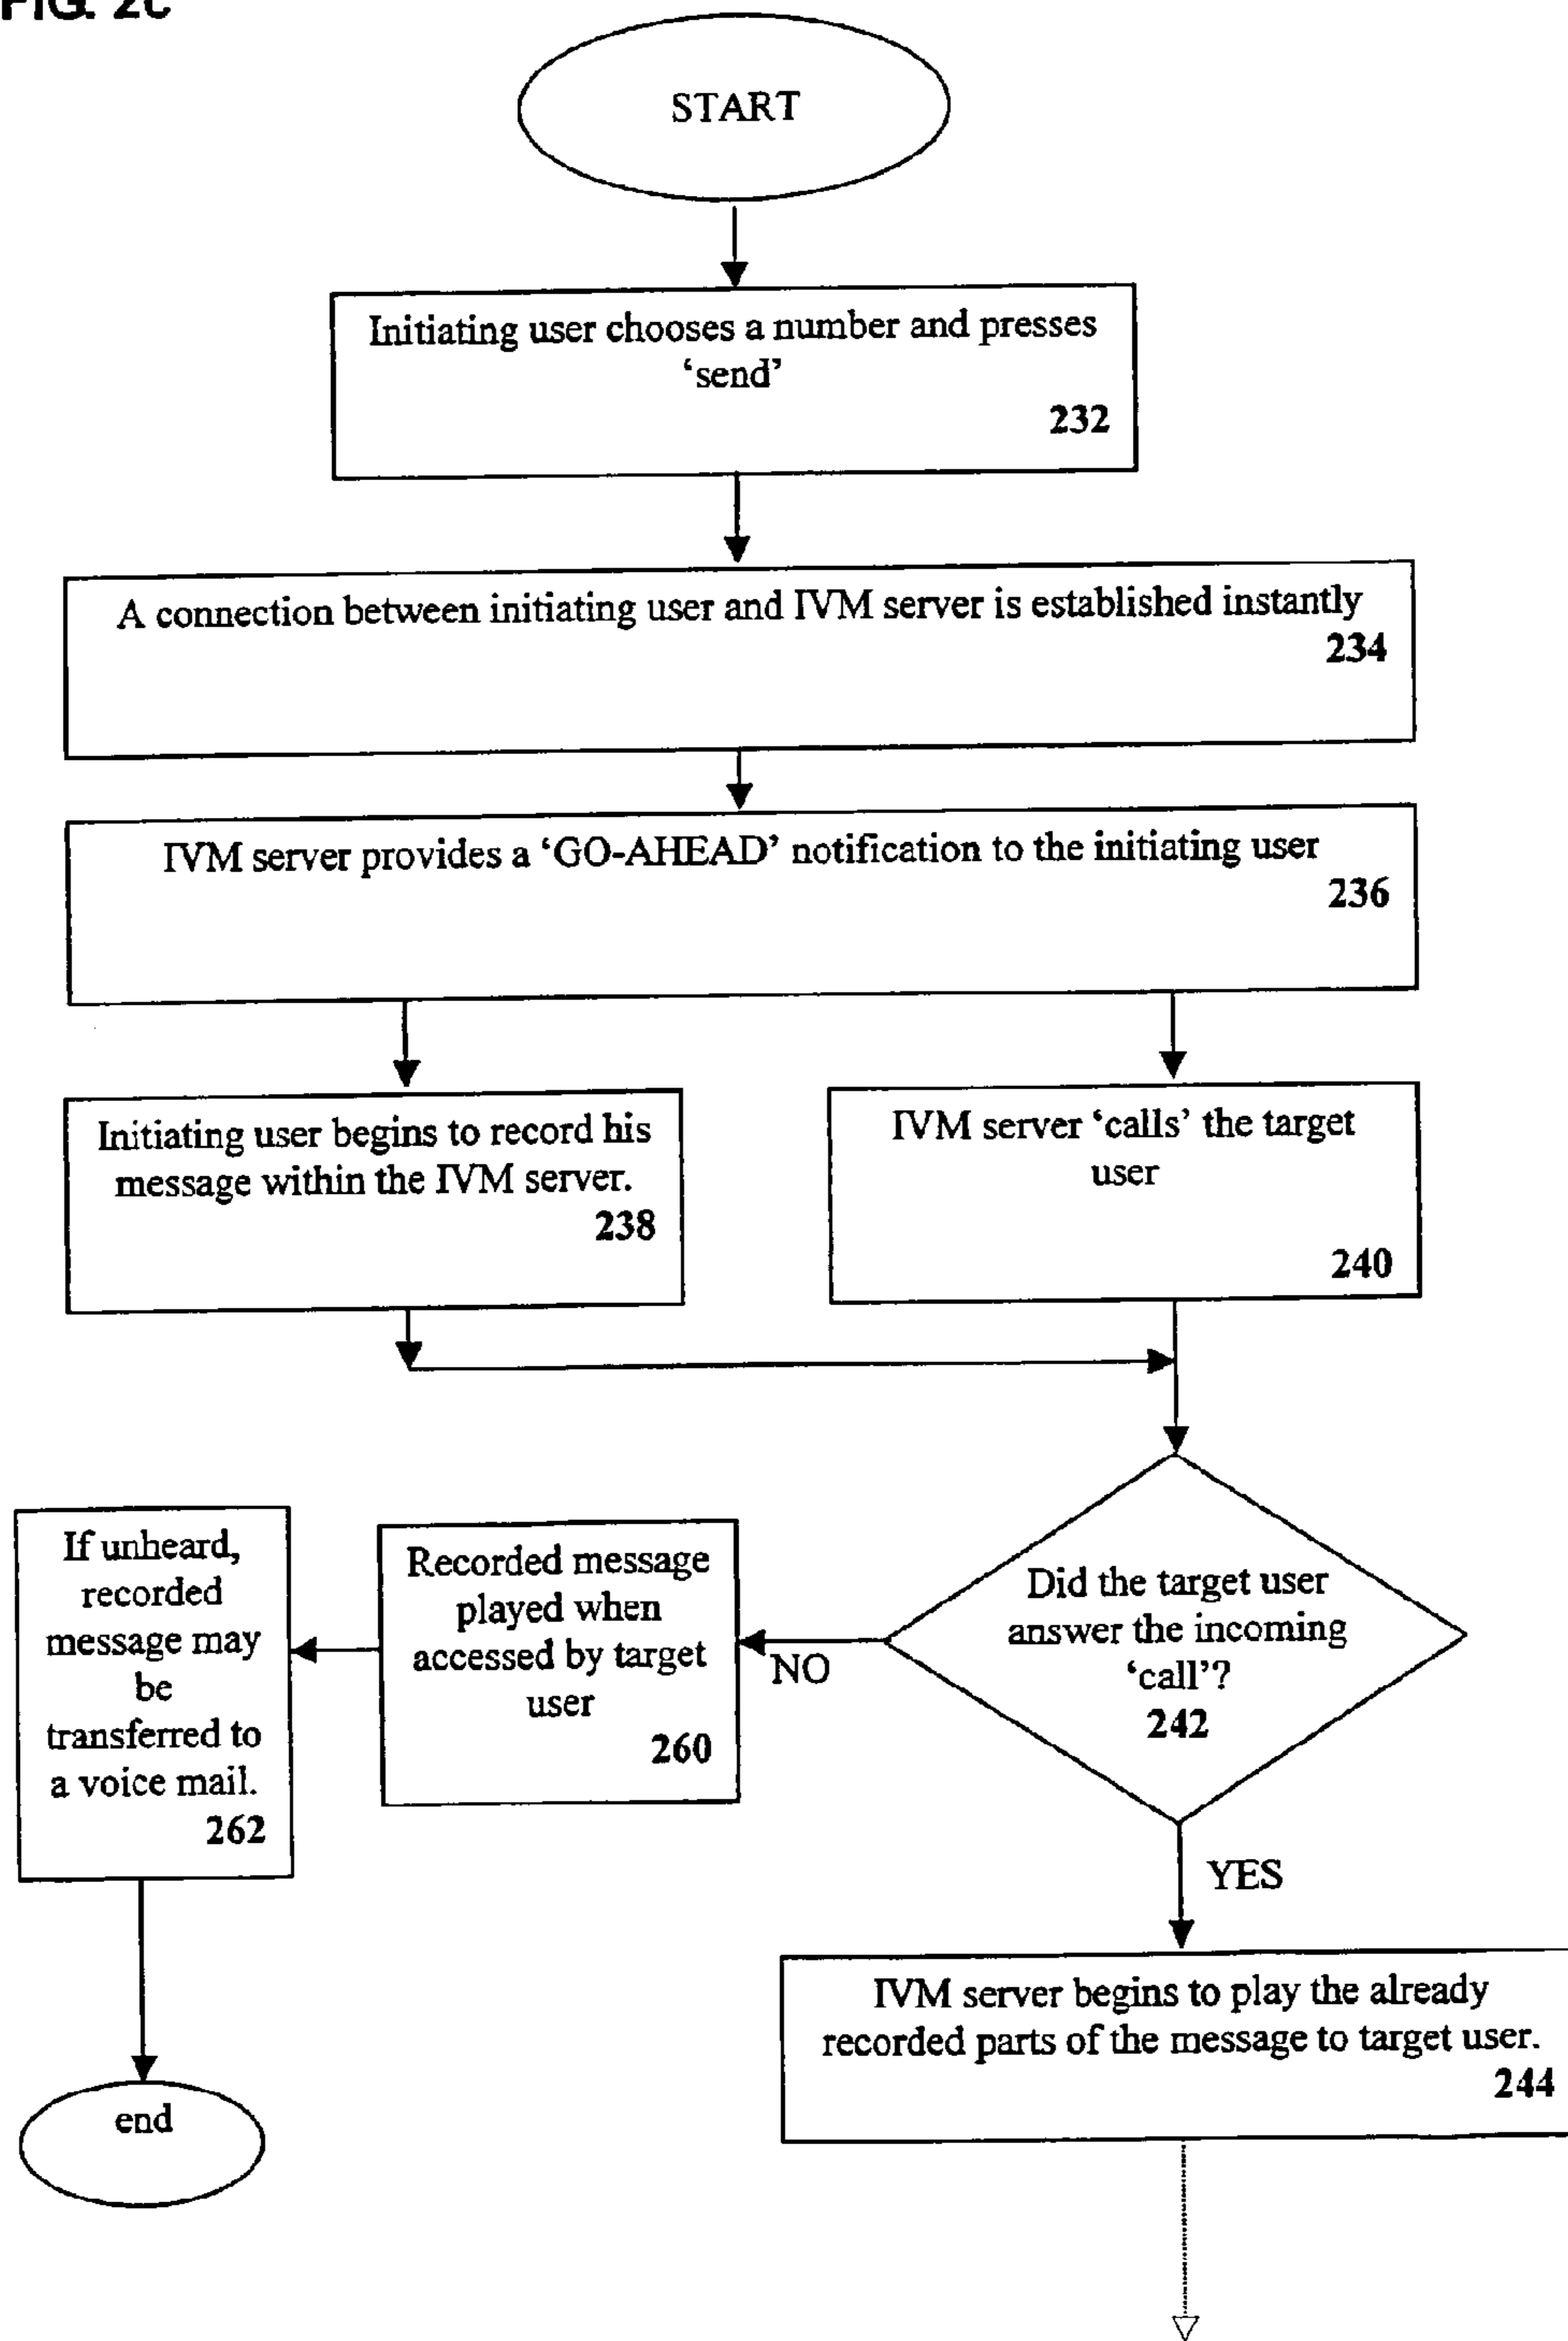 FIG. 2c
START
Initiating user chooses a number and presses
‘send’
232
A connection between initiating user and IVM server is established instantly
234
IVM server provides a ‘GO-AHEAD’ notification to the initiating user
236
Initiating user begins to record his
message within the IVM server.
238
IVM server ‘calls’ the target
user
240
Did the target user
answer the incoming
‘call’?
242
NO
Recorded message
played when
accessed by target
user
260
If unheard,
recorded
message may
be
transferred to
a voice mail.
262
end
YES
IVM server begins to play the already
recorded parts of the message to target user.
244